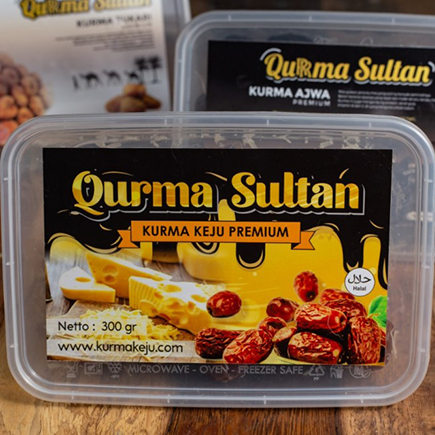 Qurma Sultan
KURMA TUKARI
Qurma Sultan
KURMA AJWA
PREMIUM
Qurma Sultan
KURMA KEJU PREMIUM
حلال
Halal
Netto : 300 gr
www.kurmakeju.com
MICROWAVE - OVEN - FREEZER SAFE